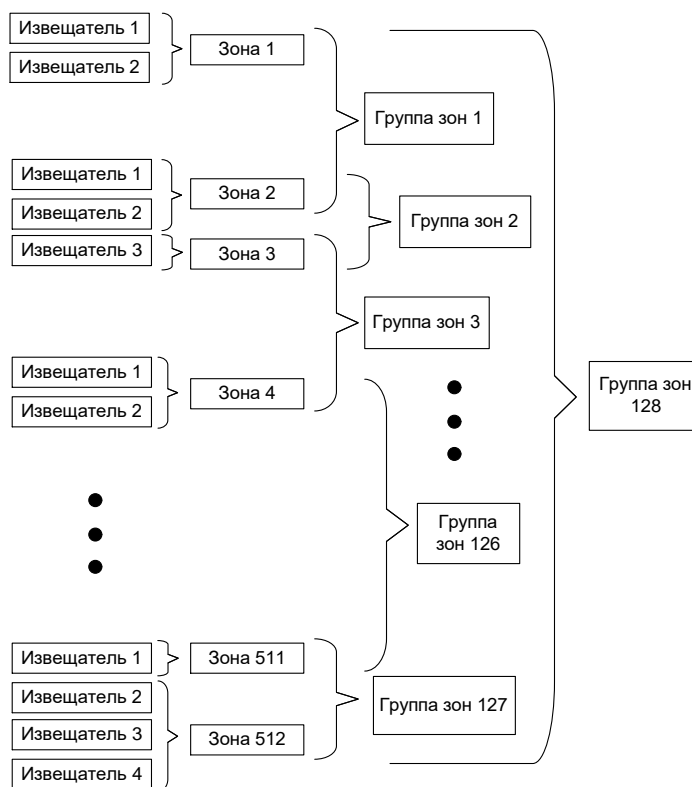 Извещатель 1
Извещатель 2
Зона 1
Группа зон 1
Извещатель 1
Извещатель 2
Извещатель 3
Зона 2
Зона 3
Группа зон 2
Группа зон 3
Извещатель 1
Извещатель 2
Зона 4
Группа зон
128
Группа
зон 126
Извещатель 1
Извещатель 2
Извещатель 3
Извещатель 4
Зона 511
Зона 512
Группа зон 127